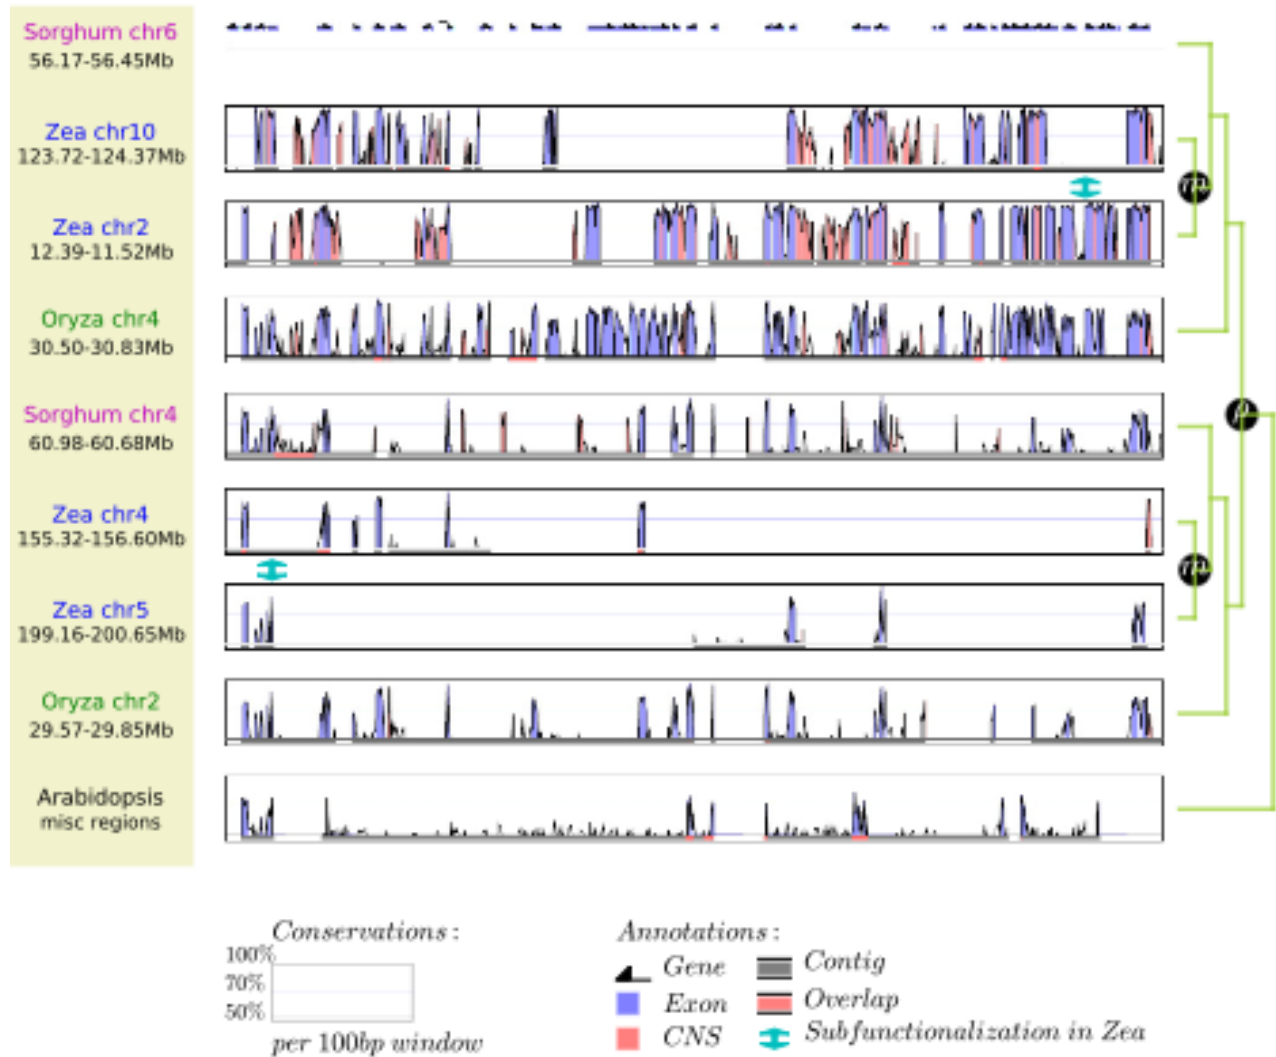 Sorghum chr6
56.17-56.45Mb
Zea chr10
123.72-124.37Mb
m
Zea chr2
12.39-11.52Mb
Oryza chr4
30.50-30.83Mb
Sorghum chr4
60.98-60.68Mb
ρ
Zea chr4
155.32-156.60Mb
m
Zea chr5
199.16-200.65Mb
Oryza chr2
29.57-29.85Mb
Arabidopsis
misc regions
Conservations :
100%
70%
50%
per 100bp window
Annotations :
Gene
Contig
Exon
Overlap
CNS
Subfunctionalization in Zea